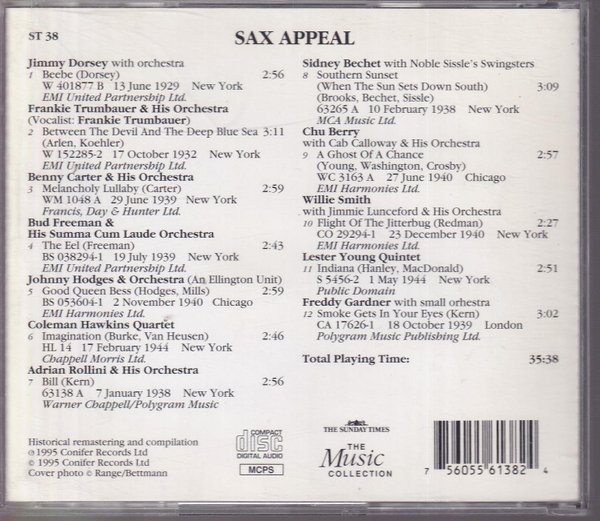 ST 38
SAX APPEAL
Jimmy Dorsey with orchestra
1 Beebe (Dorsey) 2:56
W 401877 B 13 June 1929 New York
EMI United Partnership Ltd.
Frankie Trumbauer & His Orchestra
(Vocalist: Frankie Trumbauer)
2 Between The Devil And The Deep Blue Sea 3:11
(Arlen, Koehler)
W 152285-2 17 October 1932 New York
EMI United Partnership Ltd.
Benny Carter & His Orchestra
3 Melancholy Lullaby (Carter) 2:59
WM 1048 A 29 June 1939 New York
Francis, Day & Hunter Ltd.
Bud Freeman &
His Summa Cum Laude Orchestra
4 The Eel (Freeman) 2:43
BS 038294-1 19 July 1939 New York
EMI United Partnership Ltd.
Johnny Hodges & Orchestra (An Ellington Unit)
5 Good Queen Bess (Hodges, Mills) 2:59
BS 053604-1 2 November 1940 Chicago
EMI Harmonies Ltd.
Coleman Hawkins Quartet
6 Imagination (Burke, Van Heusen) 2:46
HL 14 17 February 1944 New York
Chappell Morris Ltd.
Adrian Rollini & His Orchestra
7 Bill (Kern) 2:56
63138 A 7 January 1938 New York
Warner Chappell/Polygram Music
Sidney Bechet with Noble Sissle's Swingsters
8 Southern Sunset
(When The Sun Sets Down South) 3:09
(Brooks, Bechet, Sissle)
63265 A 10 February 1938 New York
MCA Music Ltd.
Chu Berry
with Cab Calloway & His Orchestra
9 A Ghost Of A Chance 2:57
(Young, Washington, Crosby)
WC 3163 A 27 June 1940 Chicago
EMI Harmonies Ltd.
Willie Smith
with Jimmie Lunceford & His Orchestra
10 Flight Of The Jitterbug (Redman) 2:27
CO 29294-1 23 December 1940 New York
EMI Harmonies Ltd.
Lester Young Quintet
11 Indiana (Hanley, MacDonald) 2:51
S 5456-2 1 May 1944 New York
Public Domain
Freddy Gardner with small orhestra
12 Smoke Gets In Your Eyes (Kern) 3:02
CA 17626-1 18 October 1939 London
Polygram Music Publishing Ltd.
Total Playing Time: 35:38
Historical remastering and compilation
℗ 1995 Conifer Records Ltd
© 1995 Conifer Records Ltd
Cover photo © Range/Bettmann
COMPACT
disc
DIGITAL AUDIO
MCPS
THE SUNDAY TIMES
THE
Music
COLLECTION
7 56055 61382 4